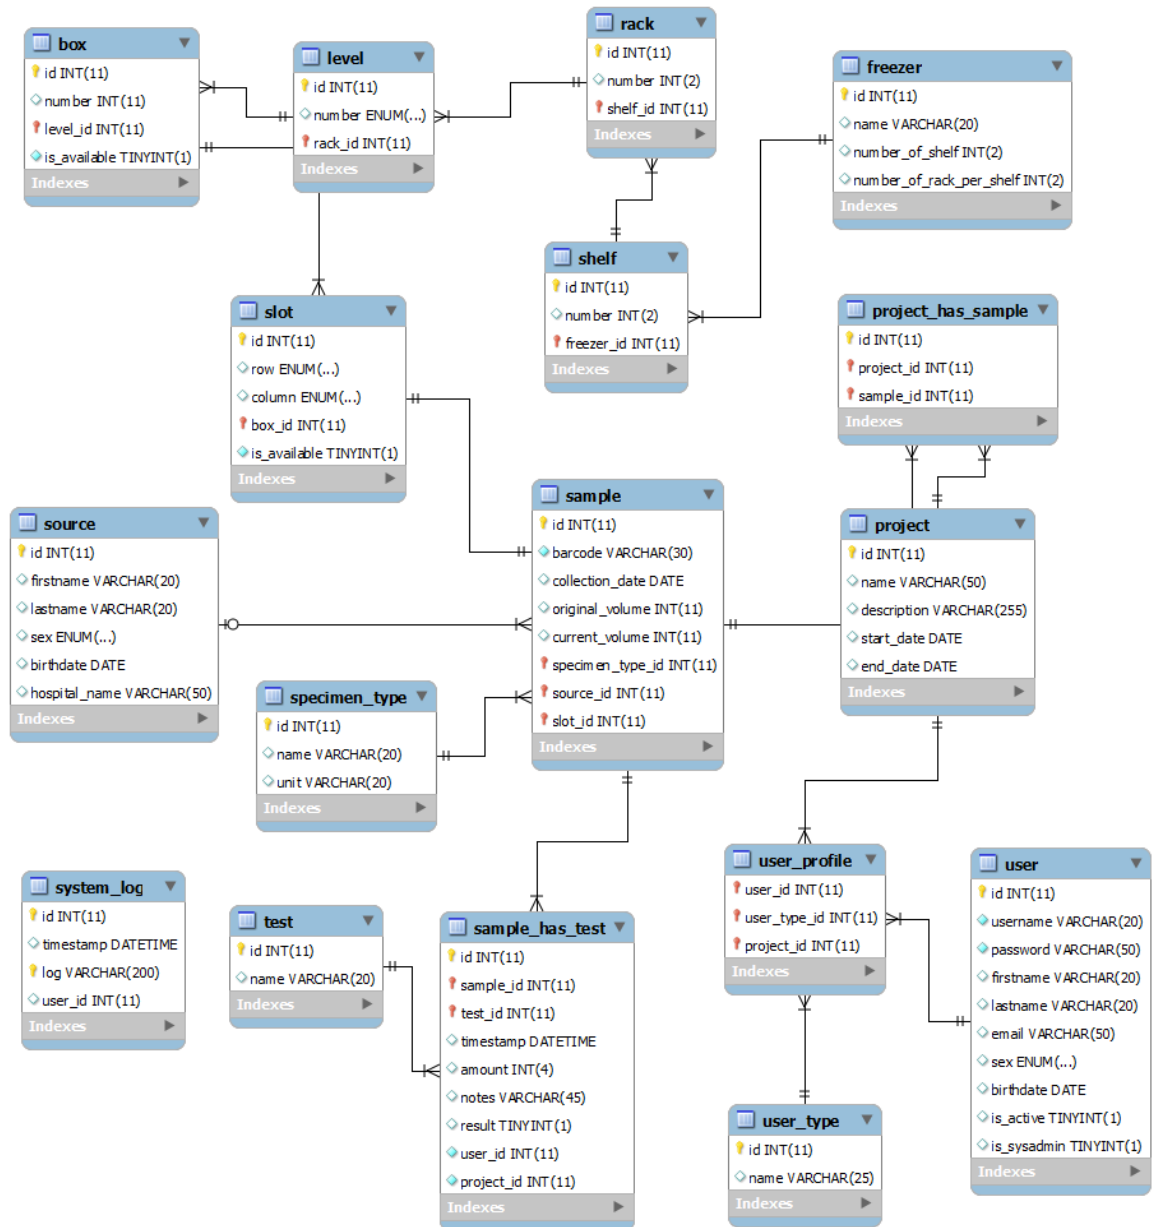 box
id INT(11)
number INT(11)
level_id INT(11)
is_available TINYINT(1)
Indexes
level
id INT(11)
number ENUM(...)
rack_id INT(11)
Indexes
rack
id INT(11)
number INT(2)
shelf_id INT(11)
Indexes
freezer
id INT(11)
name VARCHAR(20)
number_of_shelf INT(2)
number_of_rack_per_shelf INT(2)
Indexes
shelf
id INT(11)
number INT(2)
freezer_id INT(11)
Indexes
slot
id INT(11)
row ENUM(...)
column ENUM(...)
box_id INT(11)
is_available TINYINT(1)
Indexes
project_has_sample
id INT(11)
project_id INT(11)
sample_id INT(11)
Indexes
source
id INT(11)
firstname VARCHAR(20)
lastname VARCHAR(20)
sex ENUM(...)
birthdate DATE
hospital_name VARCHAR(50)
Indexes
sample
id INT(11)
barcode VARCHAR(30)
collection_date DATE
original_volume INT(11)
current_volume INT(11)
specimen_type_id INT(11)
source_id INT(11)
slot_id INT(11)
Indexes
project
id INT(11)
name VARCHAR(50)
description VARCHAR(255)
start_date DATE
end_date DATE
Indexes
specimen_type
id INT(11)
name VARCHAR(20)
unit VARCHAR(20)
Indexes
system_log
id INT(11)
timestamp DATETIME
log VARCHAR(200)
user_id INT(11)
Indexes
test
id INT(11)
name VARCHAR(20)
Indexes
sample_has_test
id INT(11)
sample_id INT(11)
test_id INT(11)
timestamp DATETIME
amount INT(4)
notes VARCHAR(45)
result TINYINT(1)
user_id INT(11)
project_id INT(11)
Indexes
user_profile
user_id INT(11)
user_type_id INT(11)
project_id INT(11)
Indexes
user
id INT(11)
username VARCHAR(20)
password VARCHAR(50)
firstname VARCHAR(20)
lastname VARCHAR(20)
email VARCHAR(50)
sex ENUM(...)
birthdate DATE
is_active TINYINT(1)
is_sysadmin TINYINT(1)
Indexes
user_type
id INT(11)
name VARCHAR(25)
Indexes